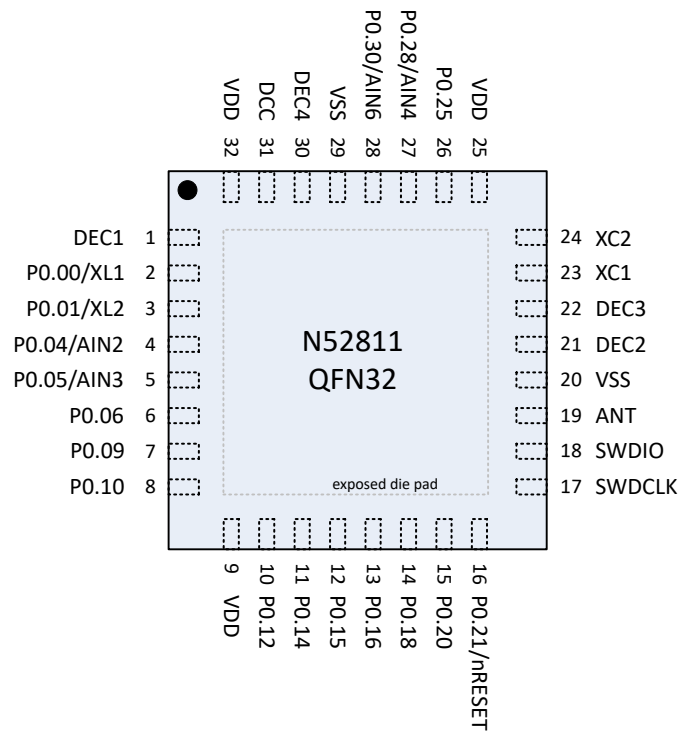 VDD 32
DCC 31
DEC4 30
VSS 29
P0.30/AIN6 28
P0.28/AIN4 27
P0.25 26
VDD 25
DEC1 1
P0.00/XL1 2
P0.01/XL2 3
P0.04/AIN2 4
P0.05/AIN3 5
P0.06 6
P0.09 7
P0.10 8
N52811
QFN32
exposed die pad
24 XC2
23 XC1
22 DEC3
21 DEC2
20 VSS
19 ANT
18 SWDIO
17 SWDCLK
9 VDD
10 P0.12
11 P0.14
12 P0.15
13 P0.16
14 P0.18
15 P0.20
16 P0.21/nRESET